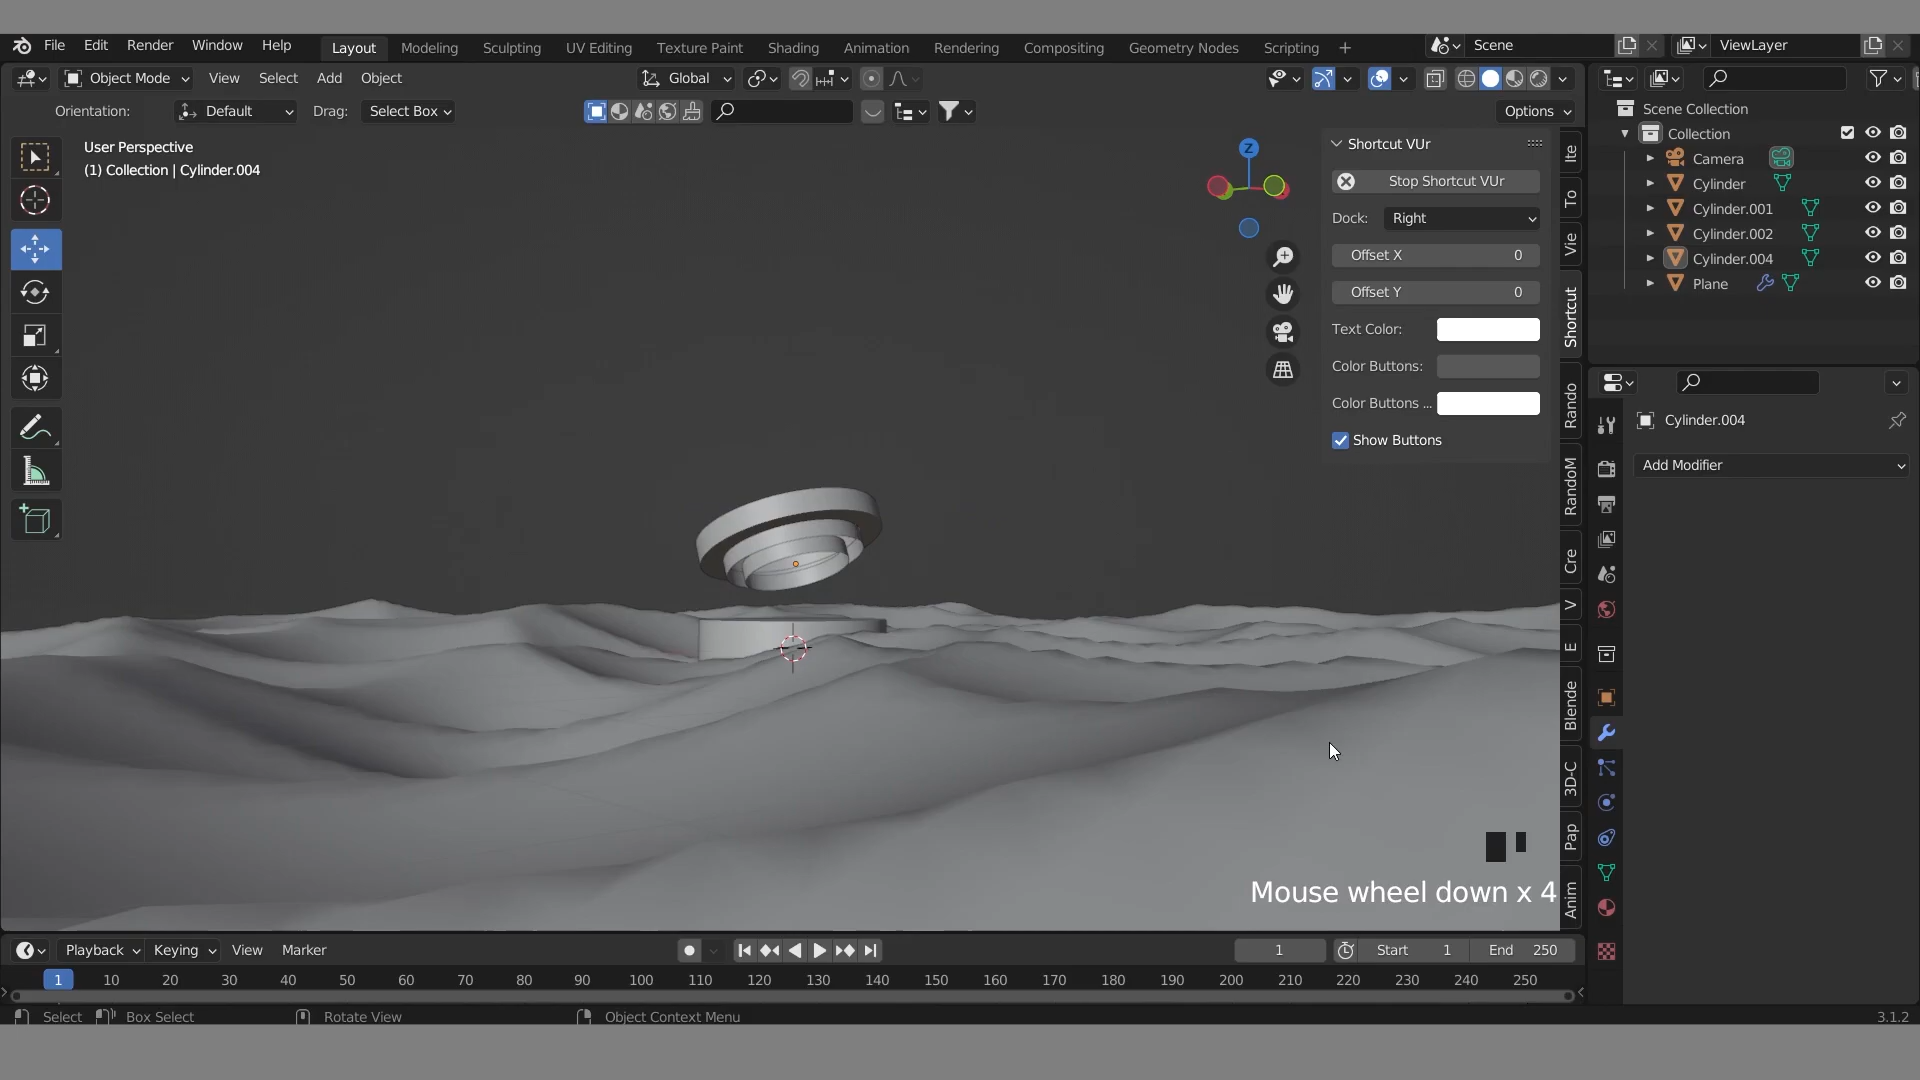 File Edit Render Window Help Layout Modeling Sculpting UV Editing Texture Paint Shading Animation Rendering Compositing Geometry Nodes Scripting + Scene ViewLayer
Object Mode View Select Add Object Global
Orientation: Default Drag: Select Box Options
User Perspective
(1) Collection | Cylinder.004
Z
Shortcut VUr
Stop Shortcut VUr
Dock: Right
Offset X 0
Offset Y 0
Text Color:
Color Buttons:
Color Buttons ...
Show Buttons
Ite
To
Vie
Shortcut
Rando
RandoM
Cre
V
E
Blende
3D-C
Pap
Anim
Scene Collection
Collection
Camera
Cylinder
Cylinder.001
Cylinder.002
Cylinder.004
Plane
Cylinder.004
Add Modifier
Mouse wheel down x 4
Playback Keying View Marker 1 Start 1 End 250
1 10 20 30 40 50 60 70 80 90 100 110 120 130 140 150 160 170 180 190 200 210 220 230 240 250
Select Box Select Rotate View Object Context Menu 3.1.2